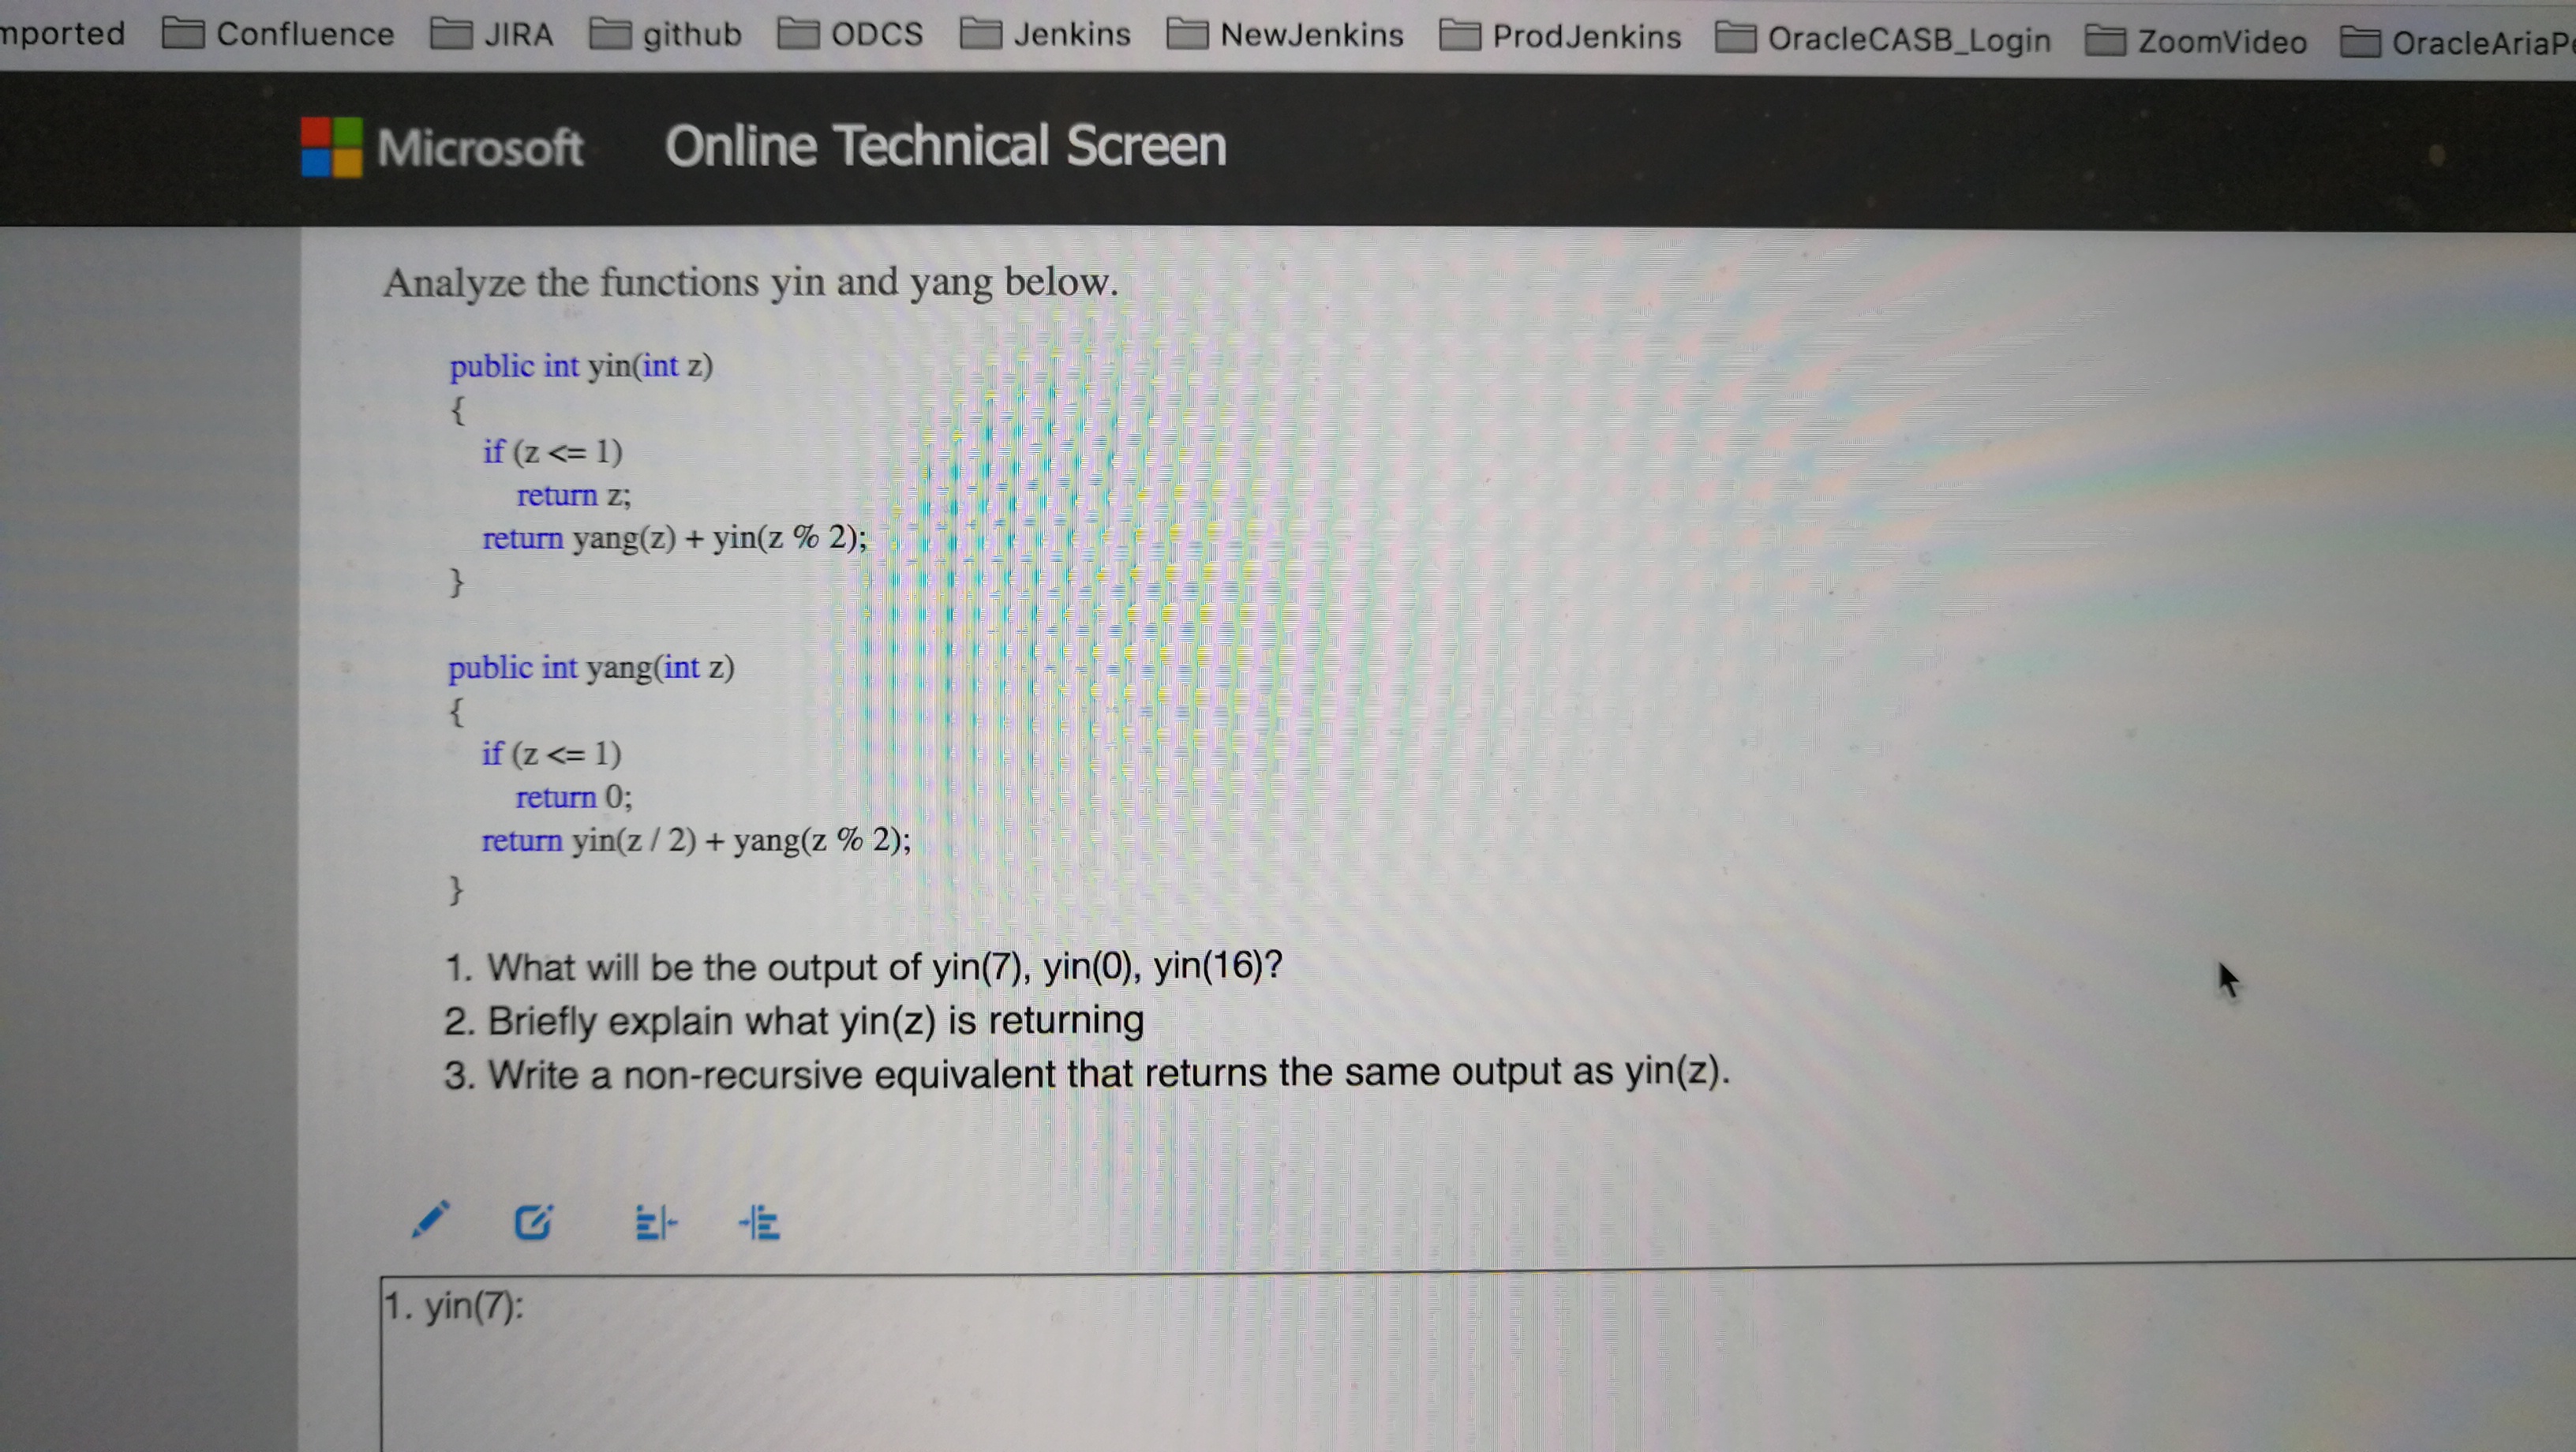 mported Confluence JIRA github ODCS Jenkins NewJenkins ProdJenkins OracleCASB_Login ZoomVideo
Microsoft Online Technical Screen
Analyze the functions yin and yang below.
public int yin(int z)
{
if (z <= 1)
return z;
return yang(z) + yin(z % 2);
}
public int yang(int z)
{
if (z <= 1)
return 0;
return yin(z / 2) + yang(z % 2);
}
1. What will be the output of yin(7), yin(0), yin(16)?
2. Briefly explain what yin(z) is returning
3. Write a non-recursive equivalent that returns the same output as yin(z).
1. yin(7):